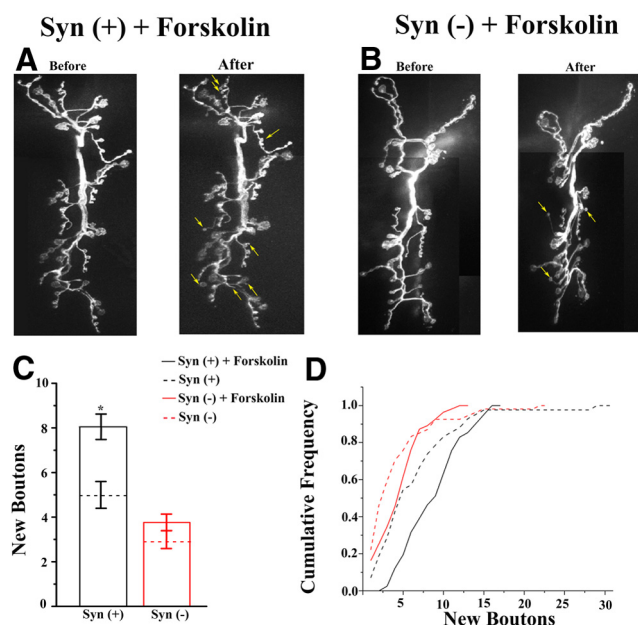 Syn (+) + Forskolin
Syn (-) + Forskolin
A
Before
After
B
Before
After
C
Syn (+) + Forskolin
Syn (+)
Syn (-) + Forskolin
Syn (-)
10
8
6
4
2
0
New Boutons
*
Syn (+)
Syn (-)
D
Cumulative Frequency
1.0
0.8
0.6
0.4
0.2
0.0
5
10
15
20
25
30
New Boutons